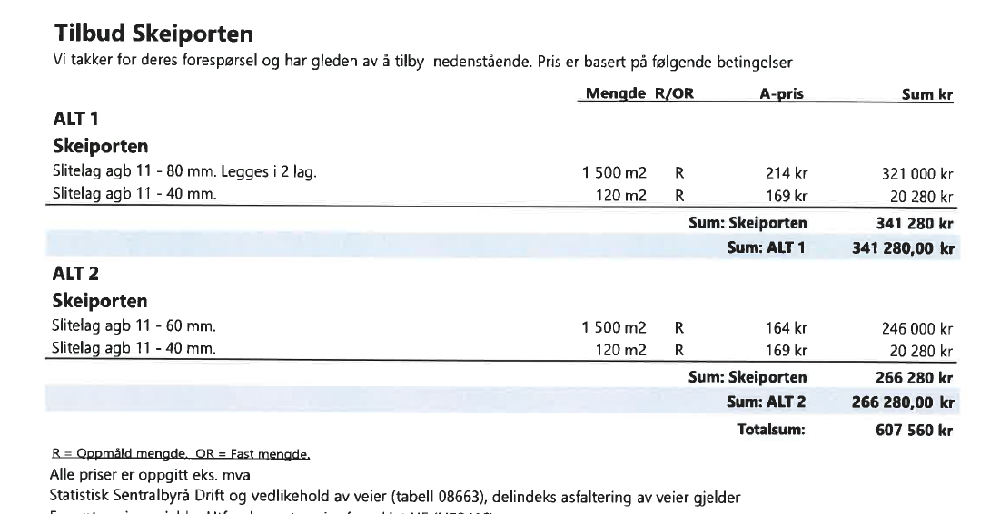 Tilbud Skeiporten
Vi takker for deres forespørsel og har gleden av å tilby nedenstående. Pris er basert på følgende betingelser
Mengde R/OR A-pris Sum kr
ALT 1
Skeiporten
Slitelag agb 11 - 80 mm. Legges i 2 lag. 1 500 m2 R 214 kr 321 000 kr
Slitelag agb 11 - 40 mm. 120 m2 R 169 kr 20 280 kr
Sum: Skeiporten 341 280 kr
Sum: ALT 1 341 280,00 kr
ALT 2
Skeiporten
Slitelag agb 11 - 60 mm. 1 500 m2 R 164 kr 246 000 kr
Slitelag agb 11 - 40 mm. 120 m2 R 169 kr 20 280 kr
Sum: Skeiporten 266 280 kr
Sum: ALT 2 266 280,00 kr
Totalsum: 607 560 kr
R = Oppmåld mengde. OR = Fast mengde.
Alle priser er oppgitt eks. mva
Statistisk Sentralbyrå Drift og vedlikehold av veier (tabell 08663), delindeks asfaltering av veier gjelder